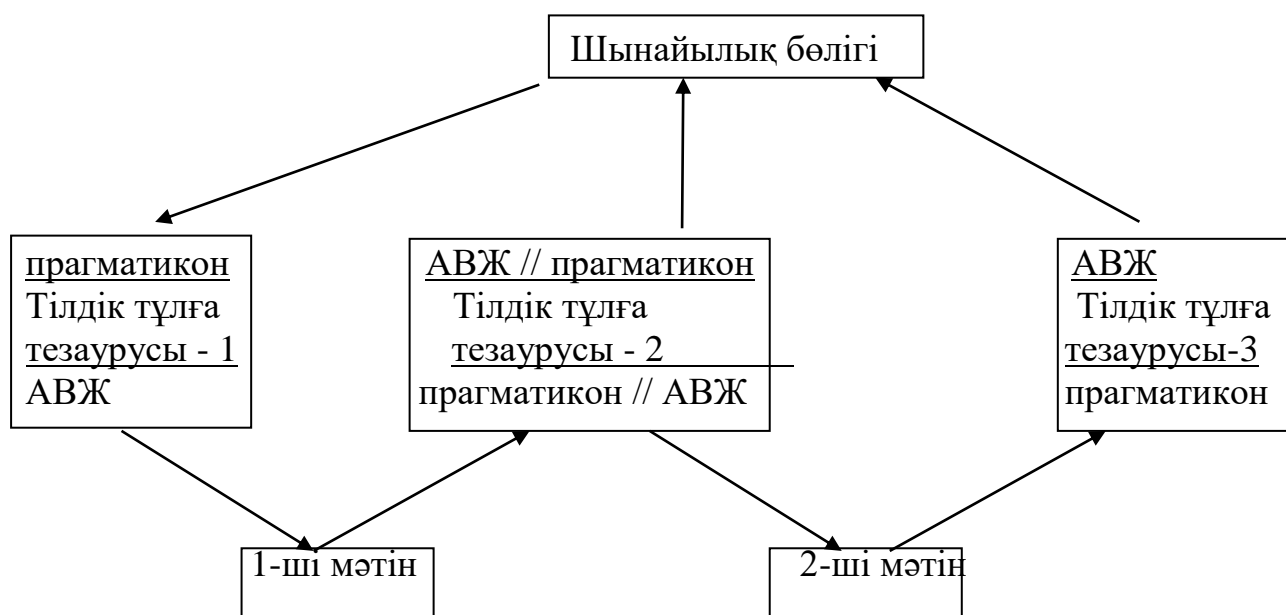 Шынайылық бөлігі
прагматикон
Тілдік тұлға
тезаурусы - 1
АВЖ
АВЖ // прагматикон
Тілдік тұлға
тезаурусы - 2
прагматикон // АВЖ
АВЖ
Тілдік тұлға
тезаурусы-3
прагматикон
1-ші мәтін
2-ші мәтін